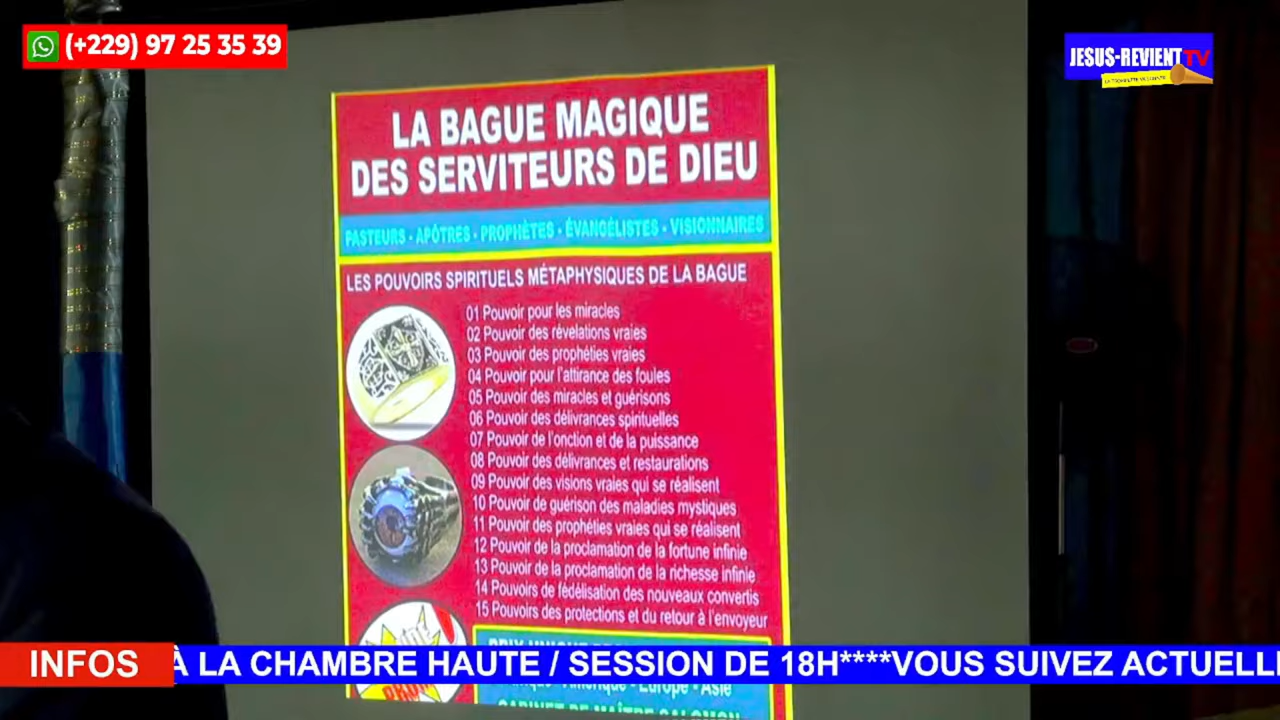 (+229) 97 25 35 39
JESUS-REVIENT TV
LA BAGUE MAGIQUE
DES SERVITEURS DE DIEU
PASTEURS - APÔTRES - PROPHÈTES - ÉVANGÉLISTES - VISIONNAIRES
LES POUVOIRS SPIRITUELS MÉTAPHYSIQUES DE LA BAGUE
01 Pouvoir pour les miracles
02 Pouvoir des révelations vraies
03 Pouvoir des prophéties vraies
04 Pouvoir pour l'attirance des foules
05 Pouvoir des miracles et guérisons
06 Pouvoir des délivrances spirituelles
07 Pouvoir de l'onction et de la puissance
08 Pouvoir des délivrances et restaurations
09 Pouvoir des visions vraies qui se réalisent
10 Pouvoir de guérison des maladies mystiques
11 Pouvoir des prophéties vraies qui se réalisent
12 Pouvoir de la proclamation de la fortune infinie
13 Pouvoir de la proclamation de la richesse infinie
14 Pouvoirs de fédélisation des nouveaux convertis
15 Pouvoirs des protections et du retour à l'envoyeur
INFOS
À LA CHAMBRE HAUTE / SESSION DE 18H****VOUS SUIVEZ ACTUELL
Amérique - Europe - Asie
CABINET DE MAÎTRE SALOMON